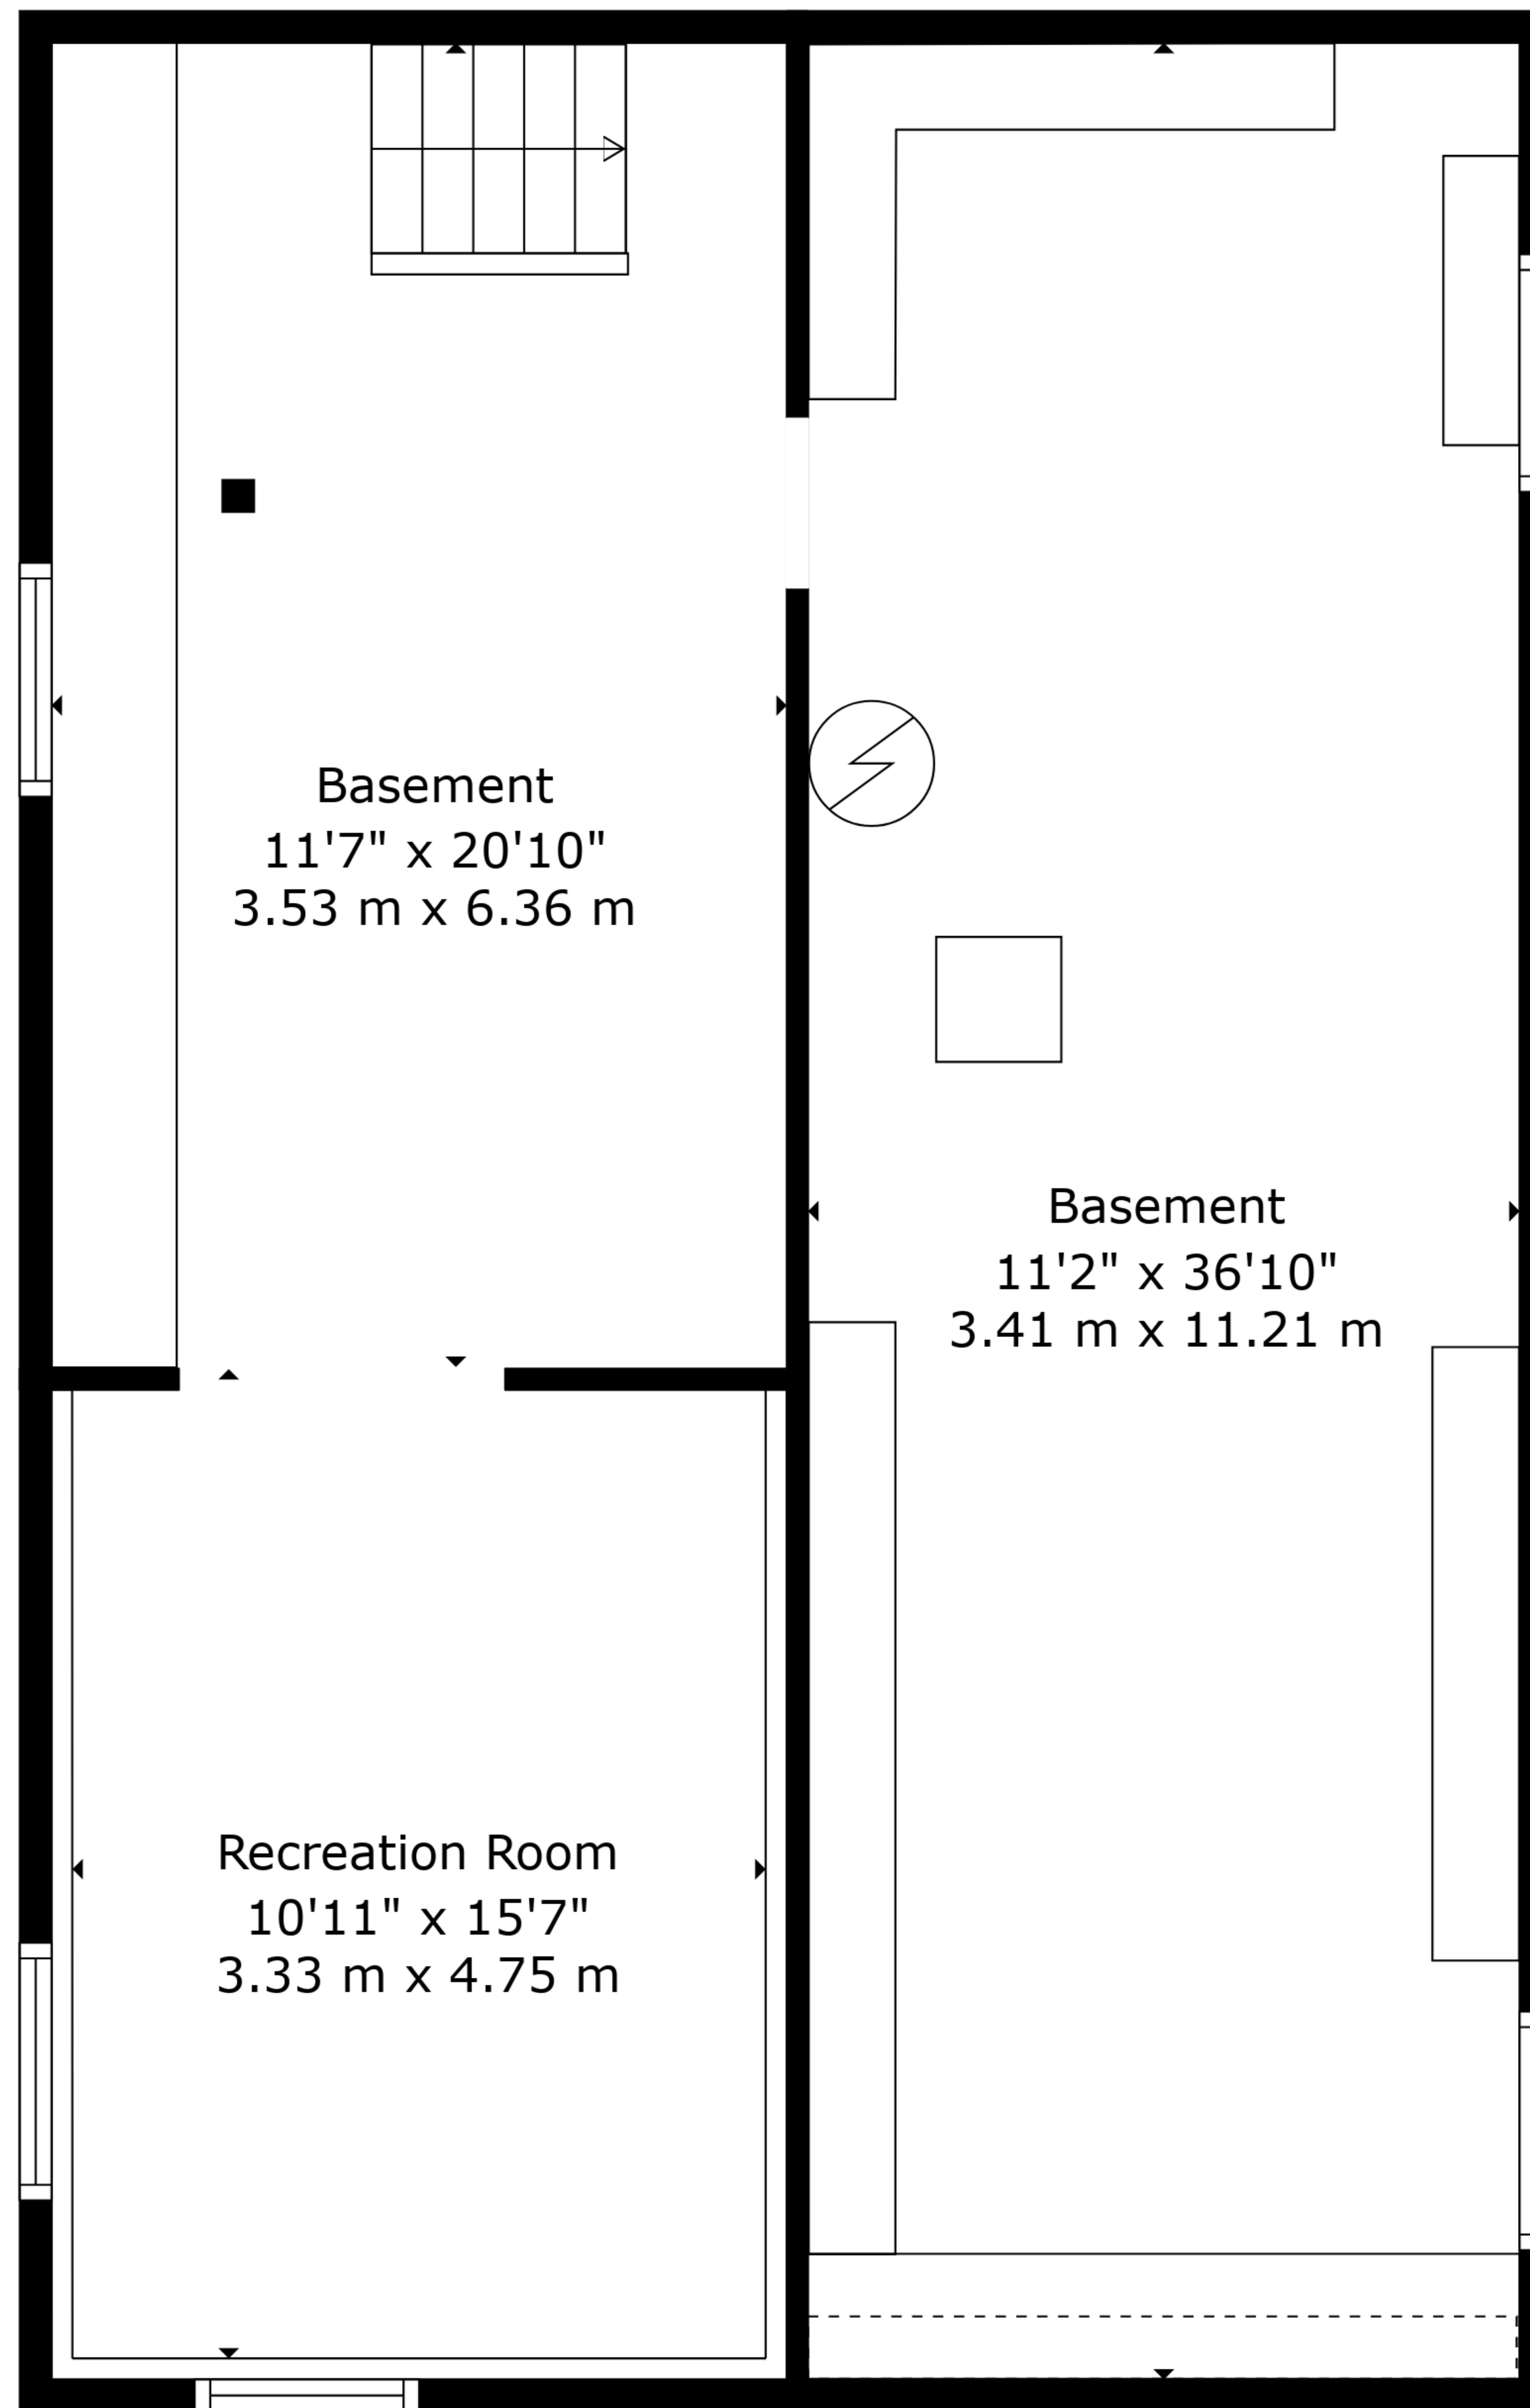 Basement
11'7" x 20'10"
3.53 m x 6.36 m
Basement
11'2" x 36'10"
3.41 m x 11.21 m
Recreation Room
10'11" x 15'7"
3.33 m x 4.75 m